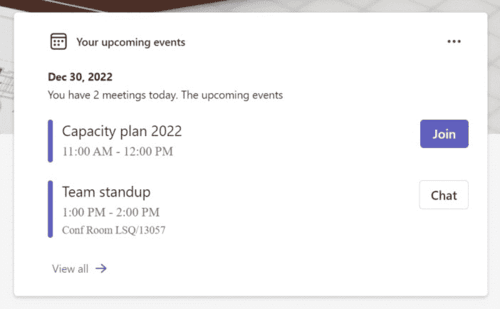 Your upcoming events
Dec 30, 2022
You have 2 meetings today. The upcoming events
Capacity plan 2022
11:00 AM - 12:00 PM
Join
Team standup
1:00 PM - 2:00 PM
Conf Room LSQ/13057
Chat
View all